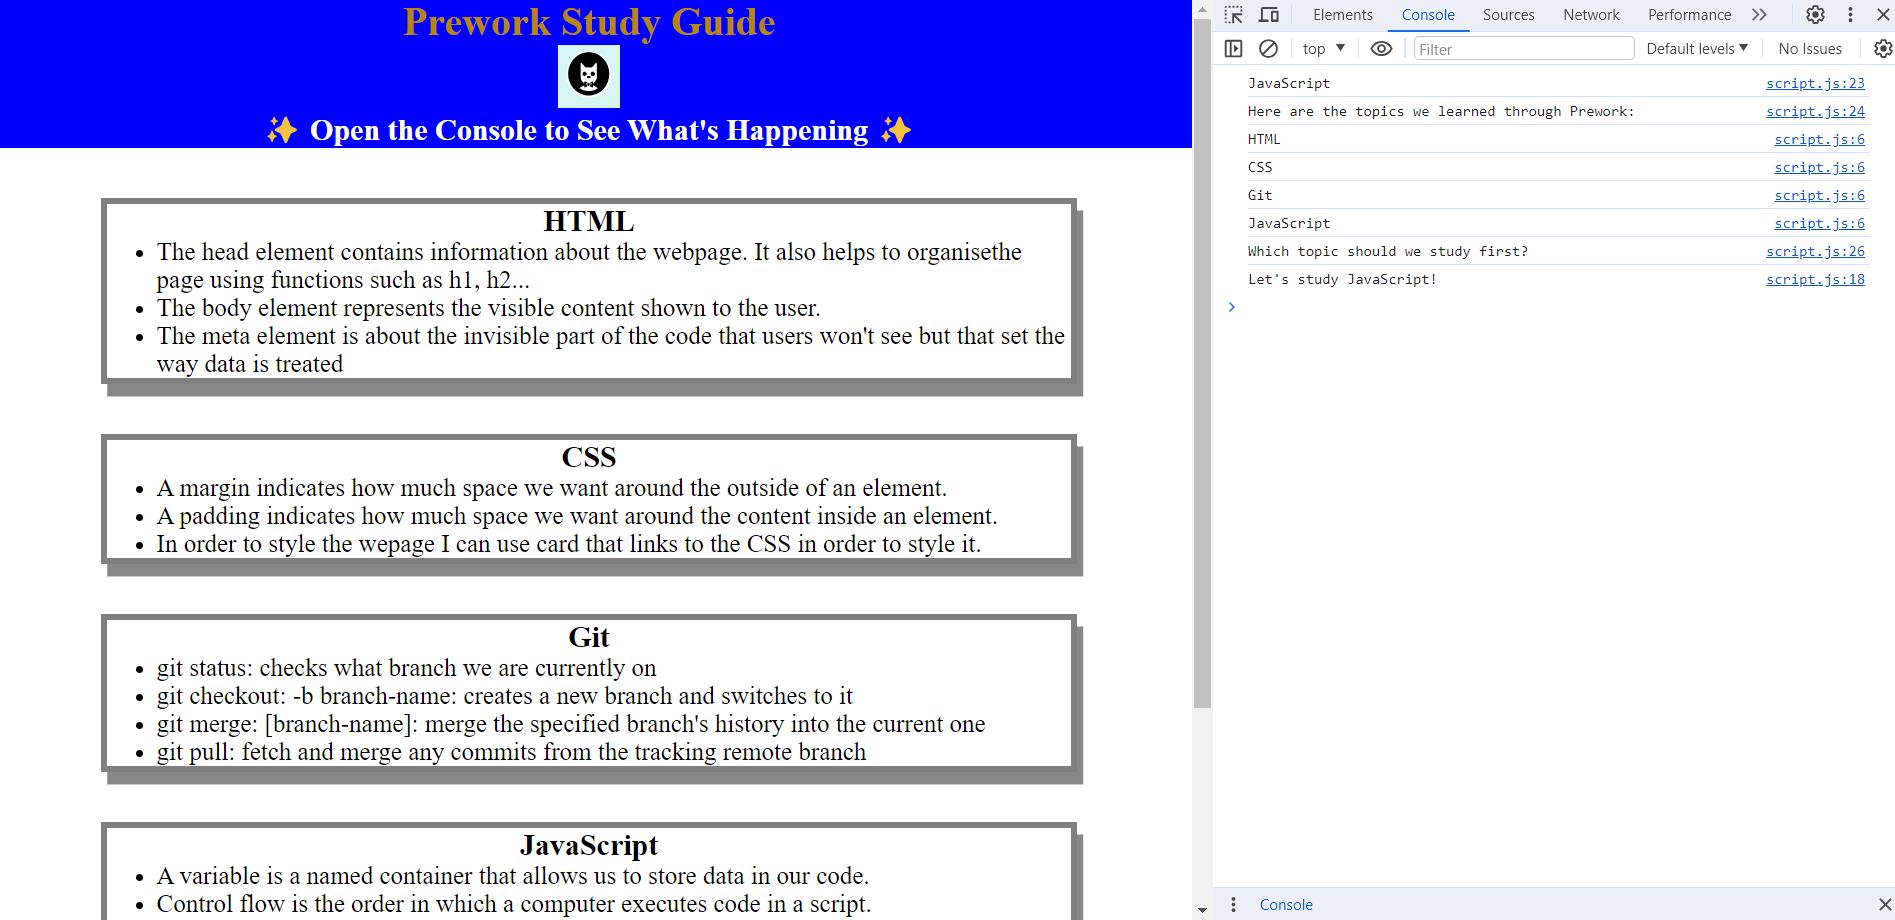 Prework Study Guide
✨ Open the Console to See What's Happening ✨
HTML
The head element contains information about the webpage. It also helps to organisethe
page using functions such as h1, h2...
The body element represents the visible content shown to the user.
The meta element is about the invisible part of the code that users won't see but that set the
way data is treated
CSS
A margin indicates how much space we want around the outside of an element.
A padding indicates how much space we want around the content inside an element.
In order to style the wepage I can use card that links to the CSS in order to style it.
Git
git status: checks what branch we are currently on
git checkout: -b branch-name: creates a new branch and switches to it
git merge: [branch-name]: merge the specified branch's history into the current one
git pull: fetch and merge any commits from the tracking remote branch
JavaScript
A variable is a named container that allows us to store data in our code.
Control flow is the order in which a computer executes code in a script.
Elements Console Sources Network Performance
top Filter Default levels No Issues
JavaScript script.js:23
Here are the topics we learned through Prework: script.js:24
HTML script.js:6
CSS script.js:6
Git script.js:6
JavaScript script.js:6
Which topic should we study first? script.js:26
Let's study JavaScript! script.js:18
Console